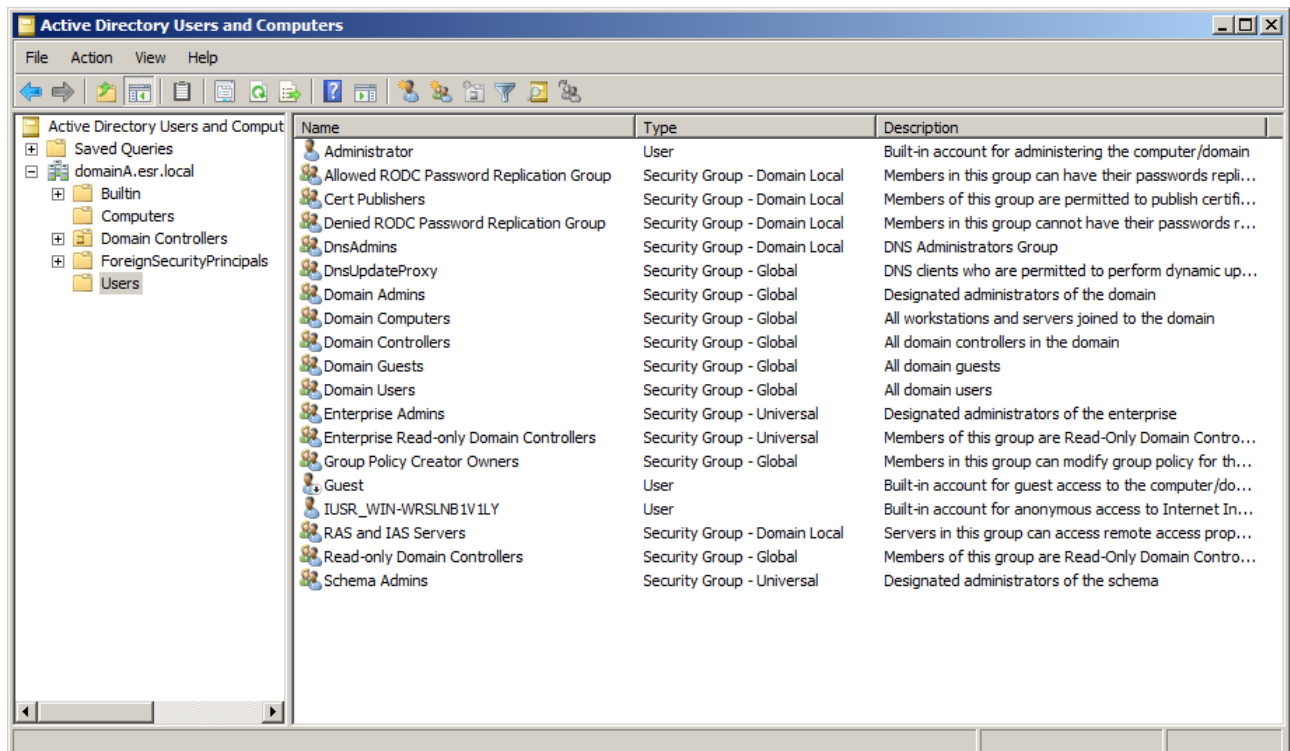 Active Directory Users and Computers
File Action View Help
Active Directory Users and Comput
Saved Queries
domainA.esr.local
Builtin
Computers
Domain Controllers
ForeignSecurityPrincipals
Users
Name Type Description
Administrator User Built-in account for administering the computer/domain
Allowed RODC Password Replication Group Security Group - Domain Local Members in this group can have their passwords repli...
Cert Publishers Security Group - Domain Local Members of this group are permitted to publish certifi...
Denied RODC Password Replication Group Security Group - Domain Local Members in this group cannot have their passwords r...
DnsAdmins Security Group - Domain Local DNS Administrators Group
DnsUpdateProxy Security Group - Global DNS clients who are permitted to perform dynamic up...
Domain Admins Security Group - Global Designated administrators of the domain
Domain Computers Security Group - Global All workstations and servers joined to the domain
Domain Controllers Security Group - Global All domain controllers in the domain
Domain Guests Security Group - Global All domain guests
Domain Users Security Group - Global All domain users
Enterprise Admins Security Group - Universal Designated administrators of the enterprise
Enterprise Read-only Domain Controllers Security Group - Universal Members of this group are Read-Only Domain Contro...
Group Policy Creator Owners Security Group - Global Members in this group can modify group policy for th...
Guest User Built-in account for guest access to the computer/do...
IUSR_WIN-WRSLNB1V1LY User Built-in account for anonymous access to Internet In...
RAS and IAS Servers Security Group - Domain Local Servers in this group can access remote access prop...
Read-only Domain Controllers Security Group - Global Members of this group are Read-Only Domain Contro...
Schema Admins Security Group - Universal Designated administrators of the schema